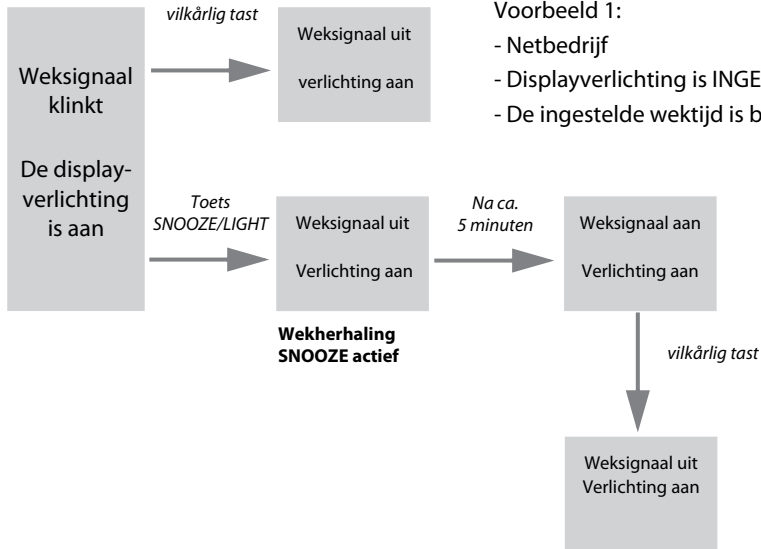 vilkårlig tast
Weksignaal
klinkt
De display-
verlichting
is aan
Weksignaal uit
verlichting aan
Voorbeeld 1:
- Netbedrijf
- Displayverlichting is INGE
- De ingestelde wektijd is b
Toets
SNOOZE/LIGHT
Weksignaal uit
Verlichting aan
Wekherhaling
SNOOZE actief
Na ca.
5 minuten
Weksignaal aan
Verlichting aan
vilkårlig tast
Weksignaal uit
Verlichting aan